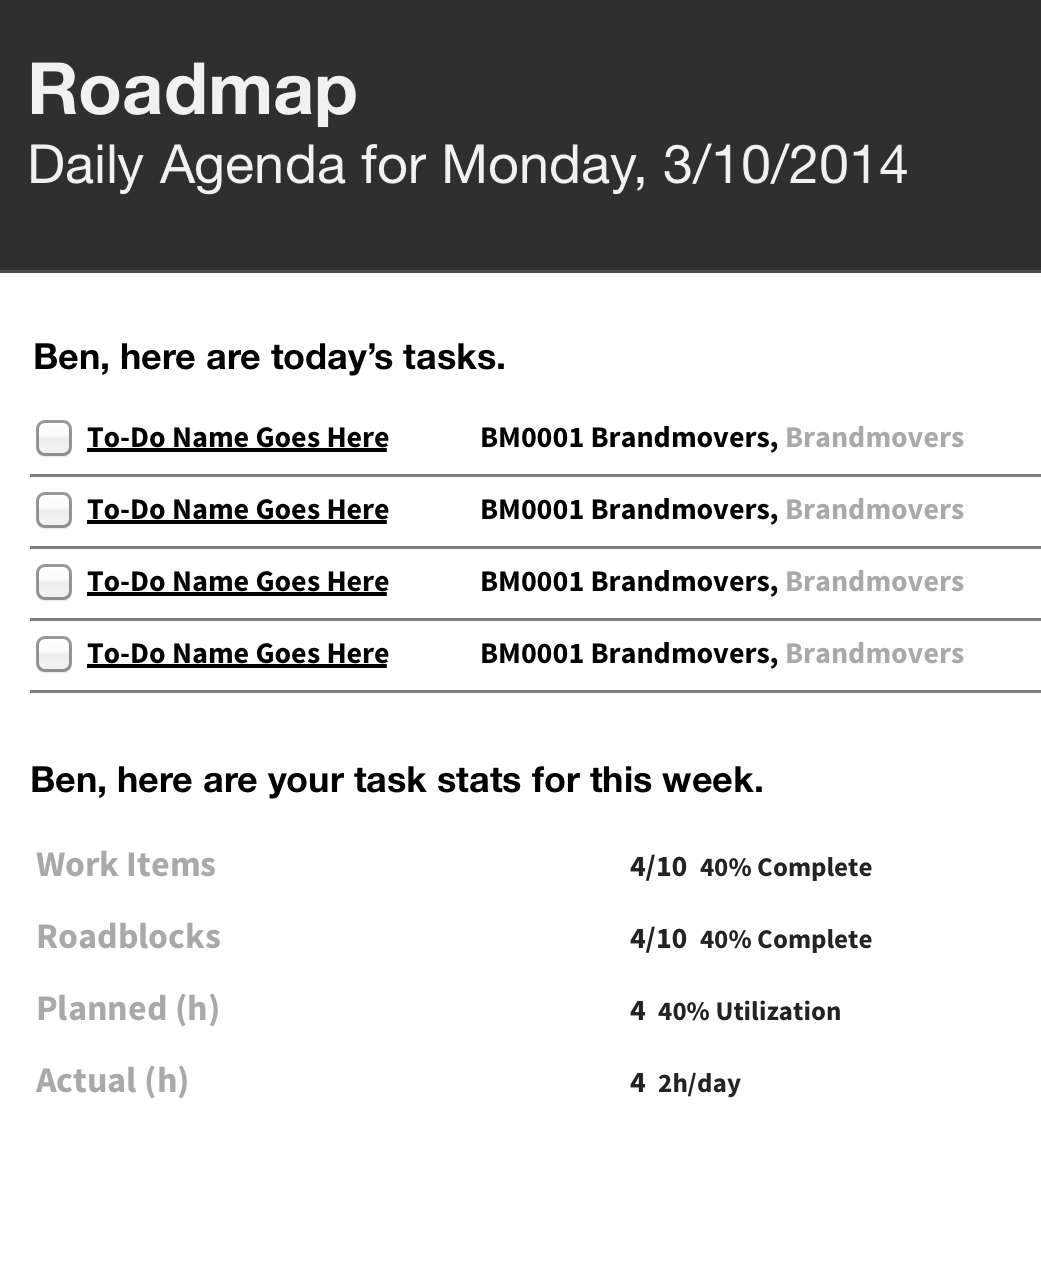 Roadmap
Daily Agenda for Monday, 3/10/2014
Ben, here are today’s tasks.
To-Do Name Goes Here BM0001 Brandmovers, Brandmovers
To-Do Name Goes Here BM0001 Brandmovers, Brandmovers
To-Do Name Goes Here BM0001 Brandmovers, Brandmovers
To-Do Name Goes Here BM0001 Brandmovers, Brandmovers
Ben, here are your task stats for this week.
Work Items 4/10 40% Complete
Roadblocks 4/10 40% Complete
Planned (h) 4 40% Utilization
Actual (h) 4 2h/day